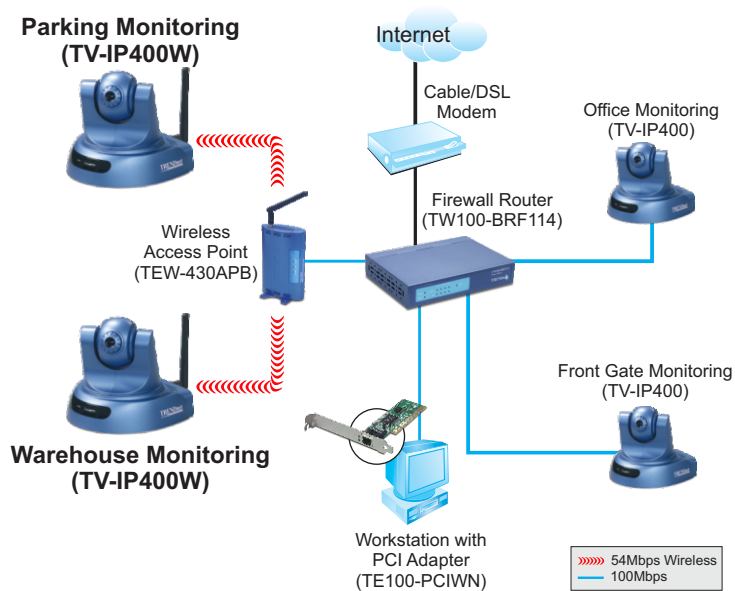 Parking Monitoring
(TV-IP400W)
Internet
Cable/DSL
Modem
Office Monitoring
(TV-IP400)
Firewall Router
(TW100-BRF114)
Wireless
Access Point
(TEW-430APB)
Front Gate Monitoring
(TV-IP400)
Warehouse Monitoring
(TV-IP400W)
Workstation with
PCI Adapter
(TE100-PCIWN)
54Mbps Wireless
100Mbps
TRENDnet
TRENDnet